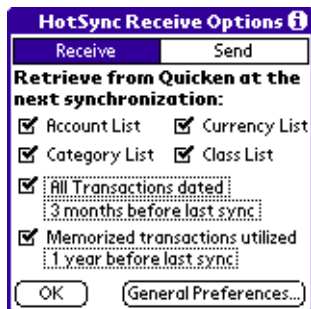 HotSync Receive Options i
Receive Send
Retrieve from Quicken at the
next synchronization:
Account List Currency List
Category List Class List
All Transactions dated
3 months before last sync
Memorized transactions utilized
1 year before last sync
OK General Preferences...